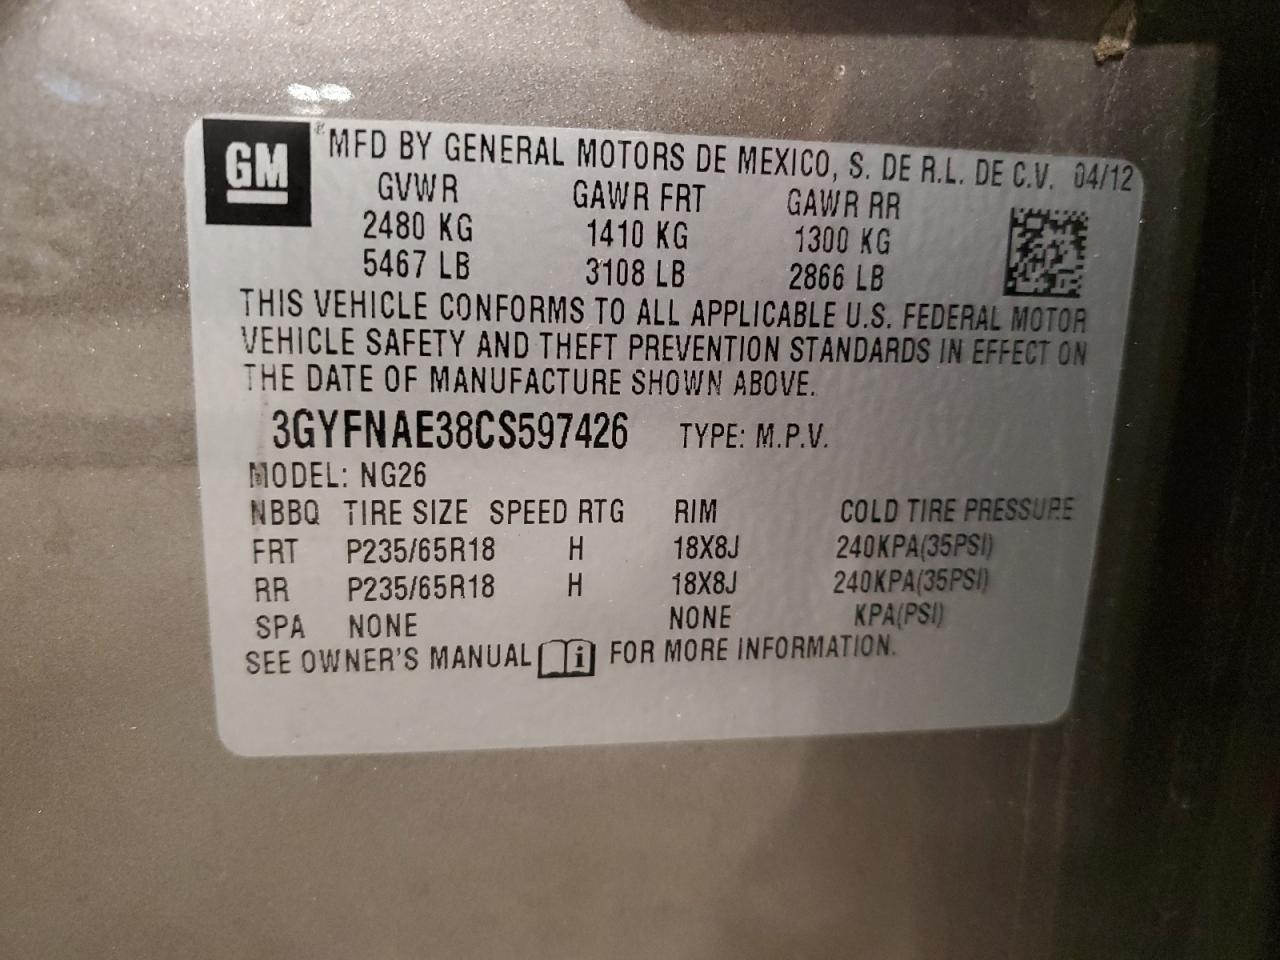 GM
MFD BY GENERAL MOTORS DE MEXICO, S. DE R.L. DE C.V. 04/12
GVWR GAWR FRT GAWR RR
2480 KG 1410 KG 1300 KG
5467 LB 3108 LB 2866 LB
THIS VEHICLE CONFORMS TO ALL APPLICABLE U.S. FEDERAL MOTOR
VEHICLE SAFETY AND THEFT PREVENTION STANDARDS IN EFFECT ON
THE DATE OF MANUFACTURE SHOWN ABOVE.
3GYFNAE38CS597426 TYPE: M.P.V.
MODEL: NG26
NBBQ TIRE SIZE SPEED RTG RIM COLD TIRE PRESSURE
FRT P235/65R18 H 18X8J 240KPA(35PSI)
RR P235/65R18 H 18X8J 240KPA(35PSI)
SPA NONE NONE KPA(PSI)
SEE OWNER'S MANUAL i FOR MORE INFORMATION.